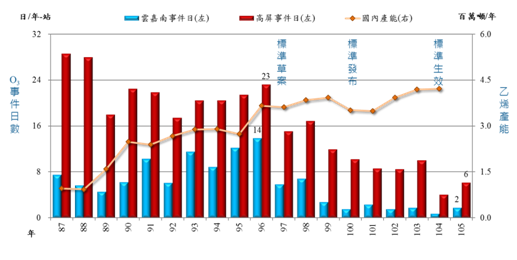 日/年-站
雲嘉南事件日(左)
高屏事件日(左)
國內產能(右)
百萬噸/年
32
24
16
8
0
O3事件日數
6.0
4.5
3.0
1.5
0.0
乙烯產能
標準草案
標準發布
標準生效
23
14
6
2
87 88 89 90 91 92 93 94 95 96 97 98 99 100 101 102 103 104 105
年